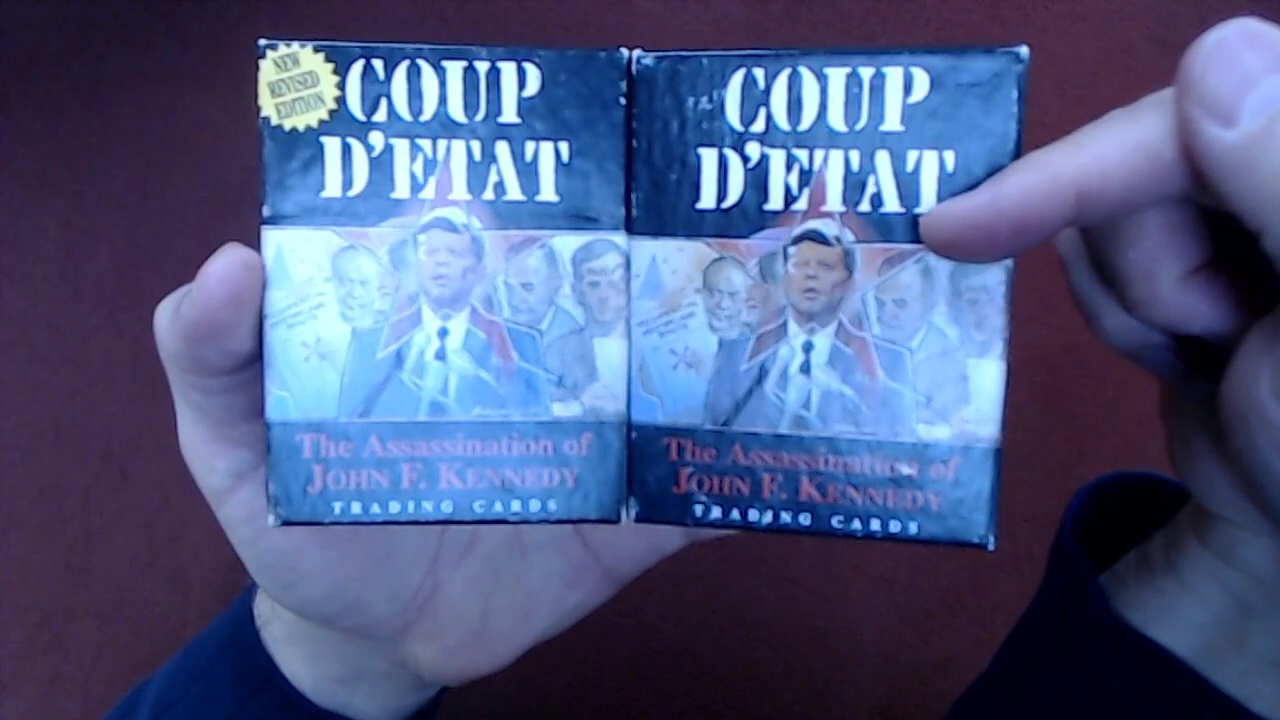 NEW
REVISED
EDITION
COUP
D'ETAT
The Assassination of
JOHN F. KENNEDY
TRADING CARDS
COUP
D'ETAT
The Assassination of
JOHN F. KENNEDY
TRADING CARDS